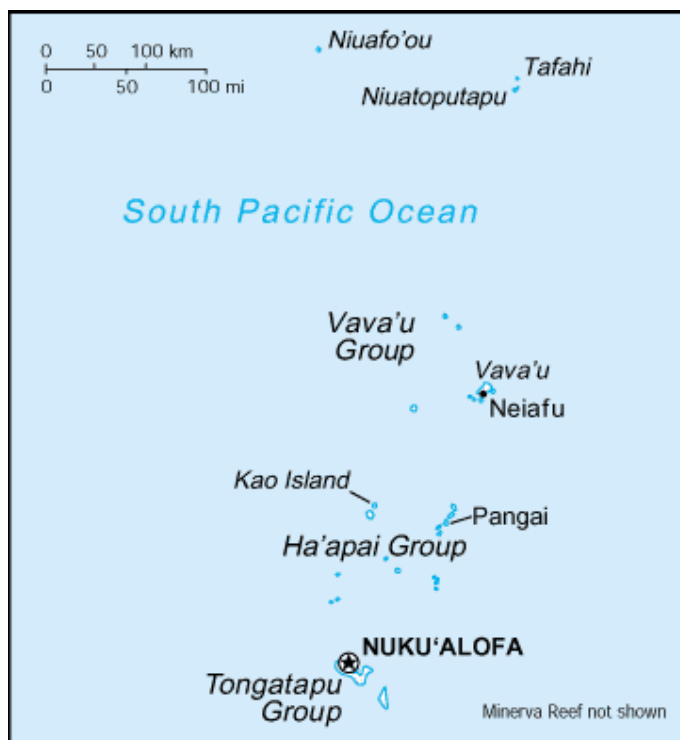 Niuafo'ou
0 50 100 km
0 50 100 mi
Tafahi
Niuatoputapu
South Pacific Ocean
Vava'u
Group
Vava'u
Neiafu
Kao Island
Pangai
Ha'apai Group
NUKU‘ALOFA
Tongatapu
Group
Minerva Reef not shown